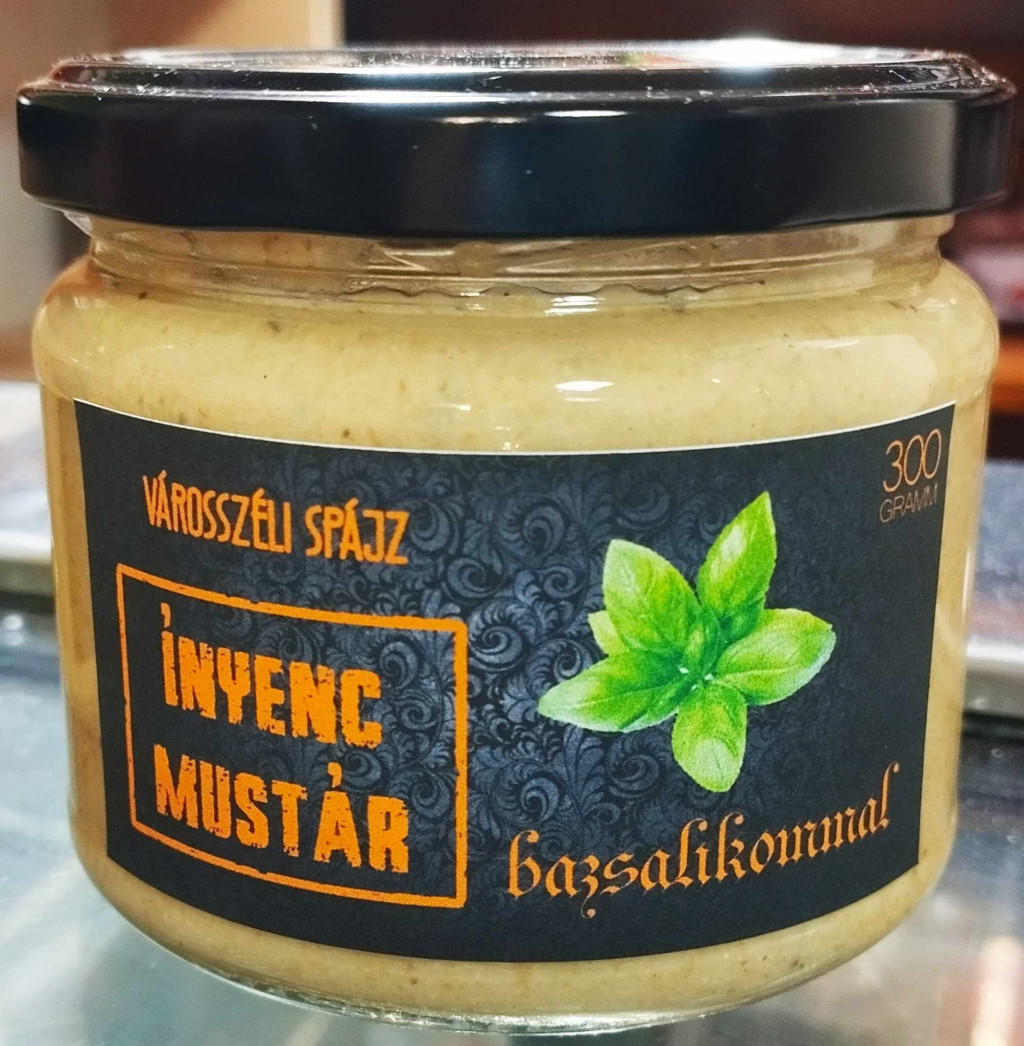 300
GRAMM
VÁROSSZÉLI SPÁJZ
ÍNYENC
MUSTÁR
bazsalikommal